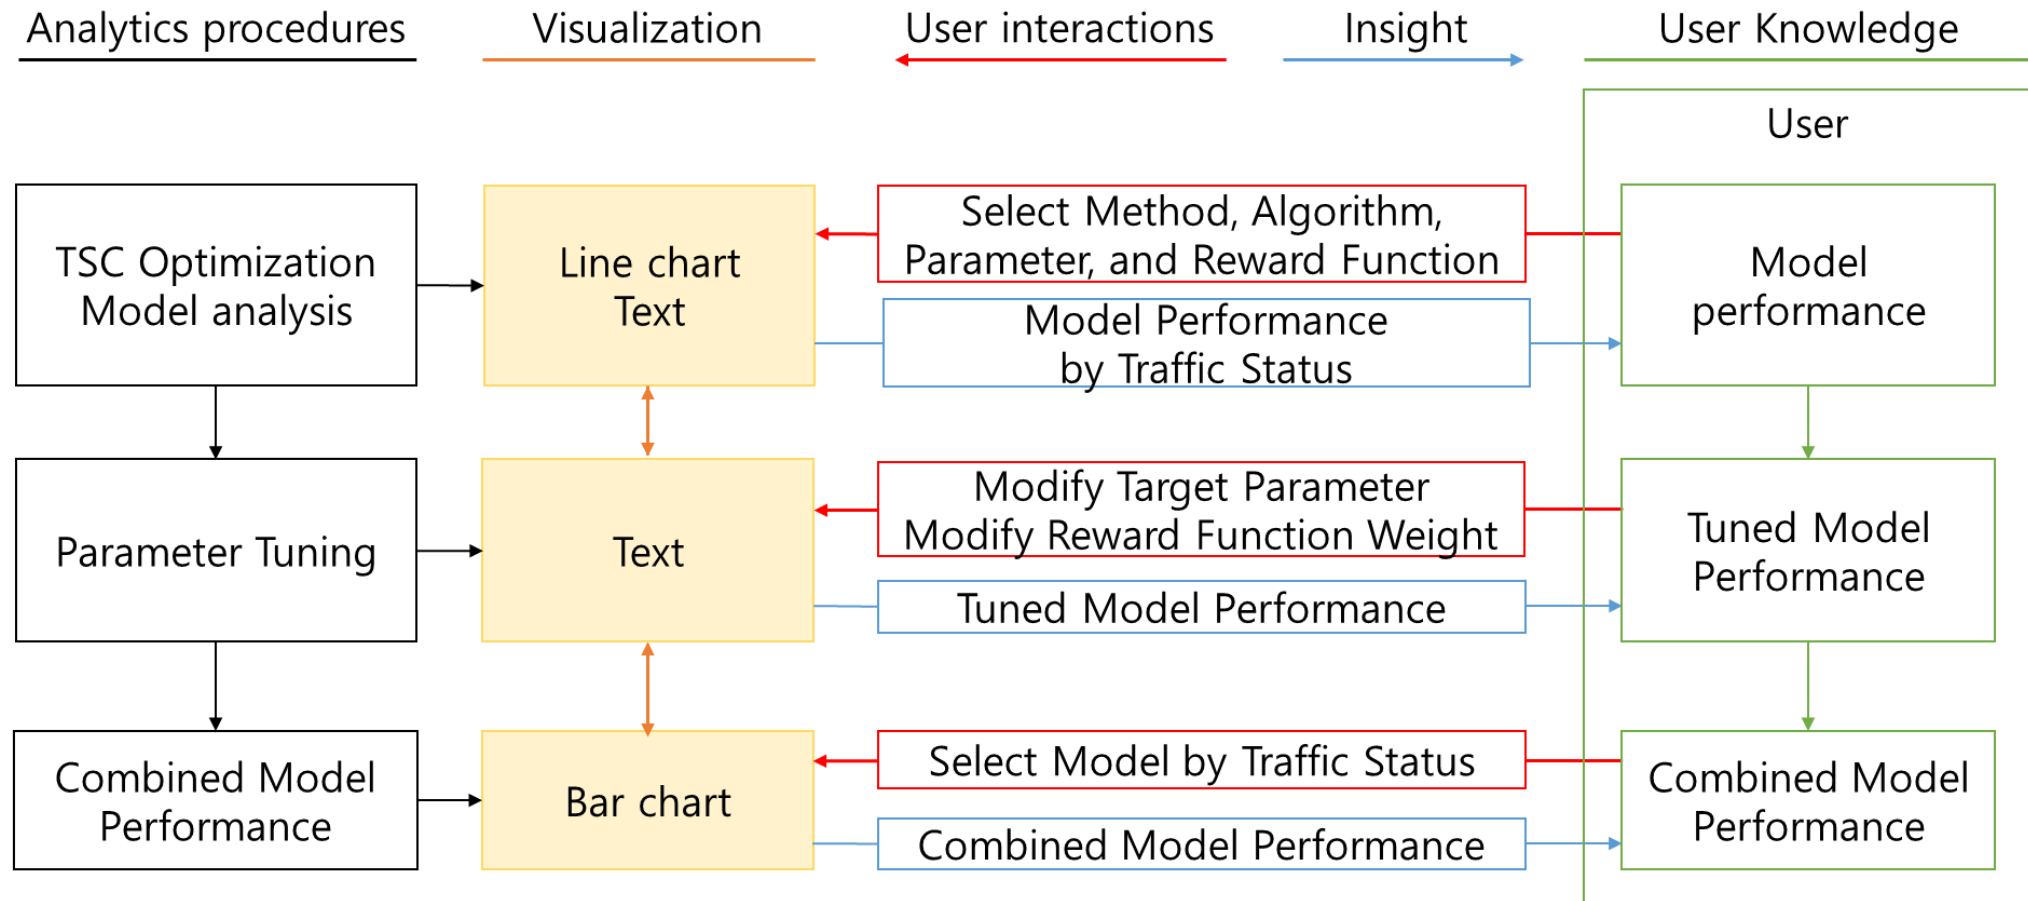 Analytics procedures
Visualization
User interactions
Insight
User Knowledge
User
TSC Optimization
Model analysis
Line chart
Text
Select Method, Algorithm,
Parameter, and Reward Function
Model Performance
by Traffic Status
Model
performance
Parameter Tuning
Text
Modify Target Parameter
Modify Reward Function Weight
Tuned Model Performance
Tuned Model
Performance
Combined Model
Performance
Bar chart
Select Model by Traffic Status
Combined Model Performance
Combined Model
Performance